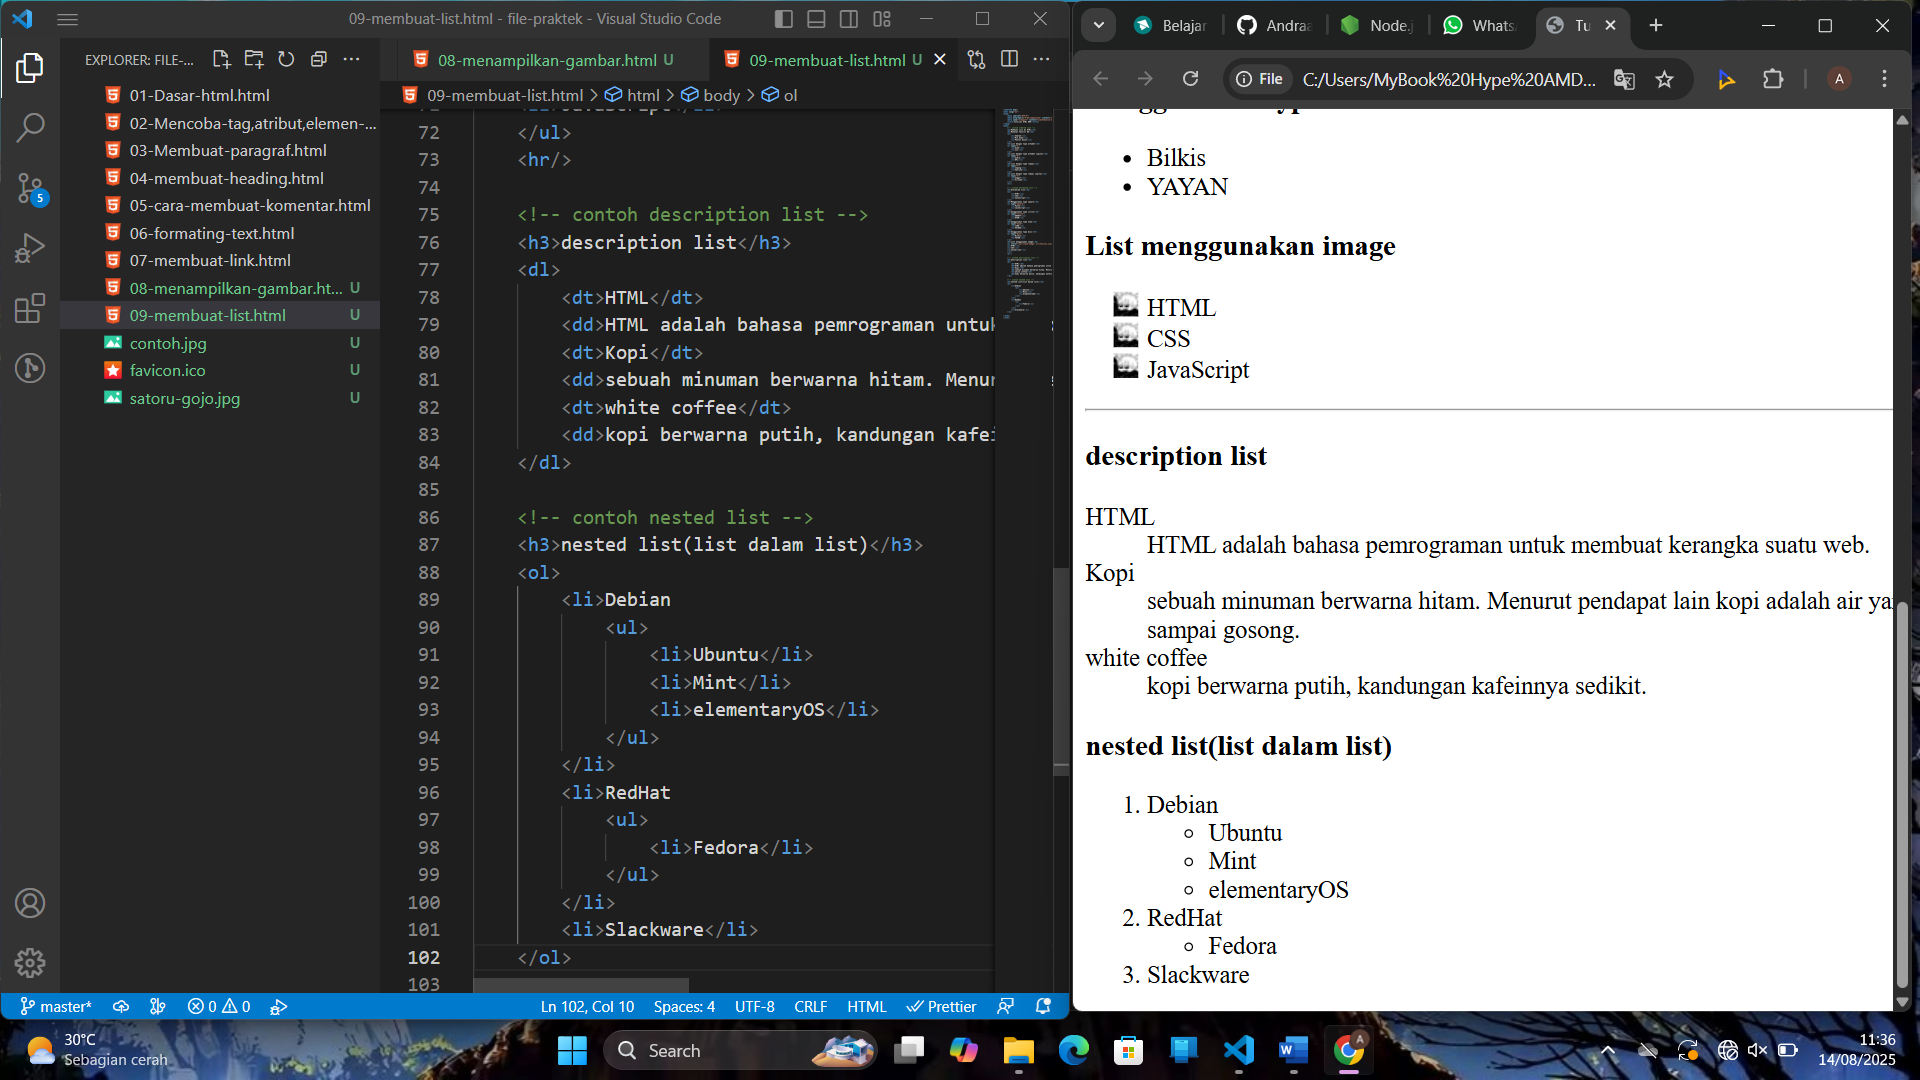 09-membuat-list.html - file-praktek - Visual Studio Code
EXPLORER: FILE-...
01-Dasar-html.html
02-Mencoba-tag,atribut,elemen-...
03-Membuat-paragraf.html
04-membuat-heading.html
05-cara-membuat-komentar.html
06-formating-text.html
07-membuat-link.html
08-menampilkan-gambar.ht... U
09-membuat-list.html U
contoh.jpg U
favicon.ico U
satoru-gojo.jpg U
5
08-menampilkan-gambar.html U
09-membuat-list.html U
09-membuat-list.html > html > body > ol
72 </ul>
73 <hr/>
74
75 <!-- contoh description list -->
76 <h3>description list</h3>
77 <dl>
78 <dt>HTML</dt>
79 <dd>HTML adalah bahasa pemrograman untuk
80 <dt>Kopi</dt>
81 <dd>sebuah minuman berwarna hitam. Menur
82 <dt>white coffee</dt>
83 <dd>kopi berwarna putih, kandungan kafei
84 </dl>
85
86 <!-- contoh nested list -->
87 <h3>nested list(list dalam list)</h3>
88 <ol>
89 <li>Debian
90 <ul>
91 <li>Ubuntu</li>
92 <li>Mint</li>
93 <li>elementaryOS</li>
94 </ul>
95 </li>
96 <li>RedHat
97 <ul>
98 <li>Fedora</li>
99 </ul>
100 </li>
101 <li>Slackware</li>
102 </ol>
103
master* 0 0 Ln 102, Col 10 Spaces: 4 UTF-8 CRLF HTML Prettier
Belajar Andraa Node.j Whats Tu
File C:/Users/MyBook%20Hype%20AMD... A
• Bilkis
• YAYAN
List menggunakan image
HTML
CSS
JavaScript
description list
HTML
HTML adalah bahasa pemrograman untuk membuat kerangka suatu web.
Kopi
sebuah minuman berwarna hitam. Menurut pendapat lain kopi adalah air ya
sampai gosong.
white coffee
kopi berwarna putih, kandungan kafeinnya sedikit.
nested list(list dalam list)
1. Debian
Ubuntu
Mint
elementaryOS
2. RedHat
Fedora
3. Slackware
30°C
Sebagian cerah
Search
11:36
14/08/2025